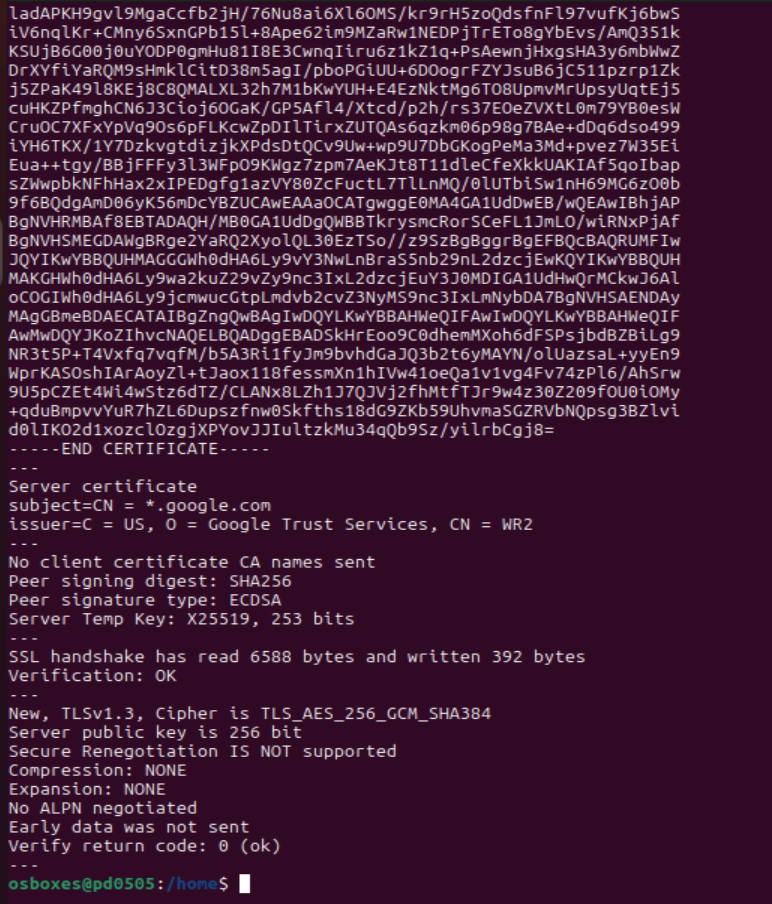 ladAPKH9gvl9MgaCcfb2jH/76Nu8ai6Xl6OMS/kr9rH5zoQdsfnFl97vufKj6bwS
iV6nqlKr+CMny6SxnGPb15l+8Ape62im9MZaRw1NEDPjTrETo8gYbEvs/AmQ351k
KSUjB6G00j0uYODP0gmHu81I8E3CwnqIiru6z1kZ1q+PsAewnjHxgsHA3y6mbWwZ
DrXYfiYaRQM9sHmklCitD38m5agI/pboPGiUU+6DOogrFZYJsuB6jC511pzrp1Zk
j5ZPaK49l8KEj8C8QMALXL32h7M1bKwYUH+E4EzNktMg6TO8UpmvMrUpsyUqtEj5
cuHKZPfmghCN6J3Cioj6OGaK/GP5Afl4/Xtcd/p2h/rs37EOeZVXtL0m79YB0esW
CruOC7XFxYpVq9Os6pFLKcwZpDIlTirxZUTQAs6qzkm06p98g7BAe+dDq6dso499
iYH6TKX/1Y7DzkvgtdizjkXPdsDtQCv9Uw+wp9U7DbGKogPeMa3Md+pvez7W35Ei
Eua++tgy/BBjFFFy3l3WFpO9KWgz7zpm7AeKJt8T11dleCfeXkkUAKIAf5qoIbap
sZWwpbkNFhHax2xIPEDgfg1azVY80ZcFuctL7TlLnMQ/0lUTbiSw1nH69MG6zO0b
9f6BQdgAmD06yK56mDcYBZUCAwEAAaOCATgwggE0MA4GA1UdDwEB/wQEAwIBhjAP
BgNVHRMBAf8EBTADAQH/MB0GA1UdDgQWBBTkrysmcRorSCeFL1JmLO/wiRNxPjAf
BgNVHSMEGDAWgBRge2YaRQ2XyolQL30EzTSo//z9SzBgBggrBgEFBQcBAQRUMFIw
JQYIKwYBBQUHMAGGGWh0dHA6Ly9vY3NwLnBraS5nb29nL2dzcjEwKQYIKwYBBQUH
MAKGHWh0dHA6Ly9wa2kuZ29vZy9nc3IxL2dzcjEuY3J0MDIGA1UdHwQrMCkwJ6Al
oCOGIWh0dHA6Ly9jcmwucGtpLmdvb2cvZ3NyMS9nc3IxLmNybDA7BgNVHSAENDAy
MAgGBmeBDAECATAIBgZngQwBAgIwDQYLKwYBBAHWeQIFAwIwDQYLKwYBBAHWeQIF
AwMwDQYJKoZIhvcNAQELBQADggEBADSkHrEoo9C0dhemMXoh6dFSPsjbdBZBiLg9
NR3t5P+T4Vxfq7vqfM/b5A3Ri1fyJm9bvhdGaJQ3b2t6yMAYN/olUazsaL+yyEn9
WprKASOshIArAoyZl+tJaox118fessmXn1hIVw41oeQa1v1vg4Fv74zPl6/AhSrw
9U5pCZEt4Wi4wStz6dTZ/CLANx8LZh1J7QJVj2fhMtfTJr9w4z30Z209fOU0iOMy
+qduBmpvvYuR7hZL6Dupszfnw0Skfths18dG9ZKb59UhvmaSGZRVbNQpsg3BZlvi
d0lIKO2d1xozclOzgjXPYovJJIultzkMu34qQb9Sz/yilrbCgj8=
-----END CERTIFICATE-----
---
Server certificate
subject=CN = *.google.com
issuer=C = US, O = Google Trust Services, CN = WR2
---
No client certificate CA names sent
Peer signing digest: SHA256
Peer signature type: ECDSA
Server Temp Key: X25519, 253 bits
---
SSL handshake has read 6588 bytes and written 392 bytes
Verification: OK
---
New, TLSv1.3, Cipher is TLS_AES_256_GCM_SHA384
Server public key is 256 bit
Secure Renegotiation IS NOT supported
Compression: NONE
Expansion: NONE
No ALPN negotiated
Early data was not sent
Verify return code: 0 (ok)
---
osboxes@pd0505:/home$